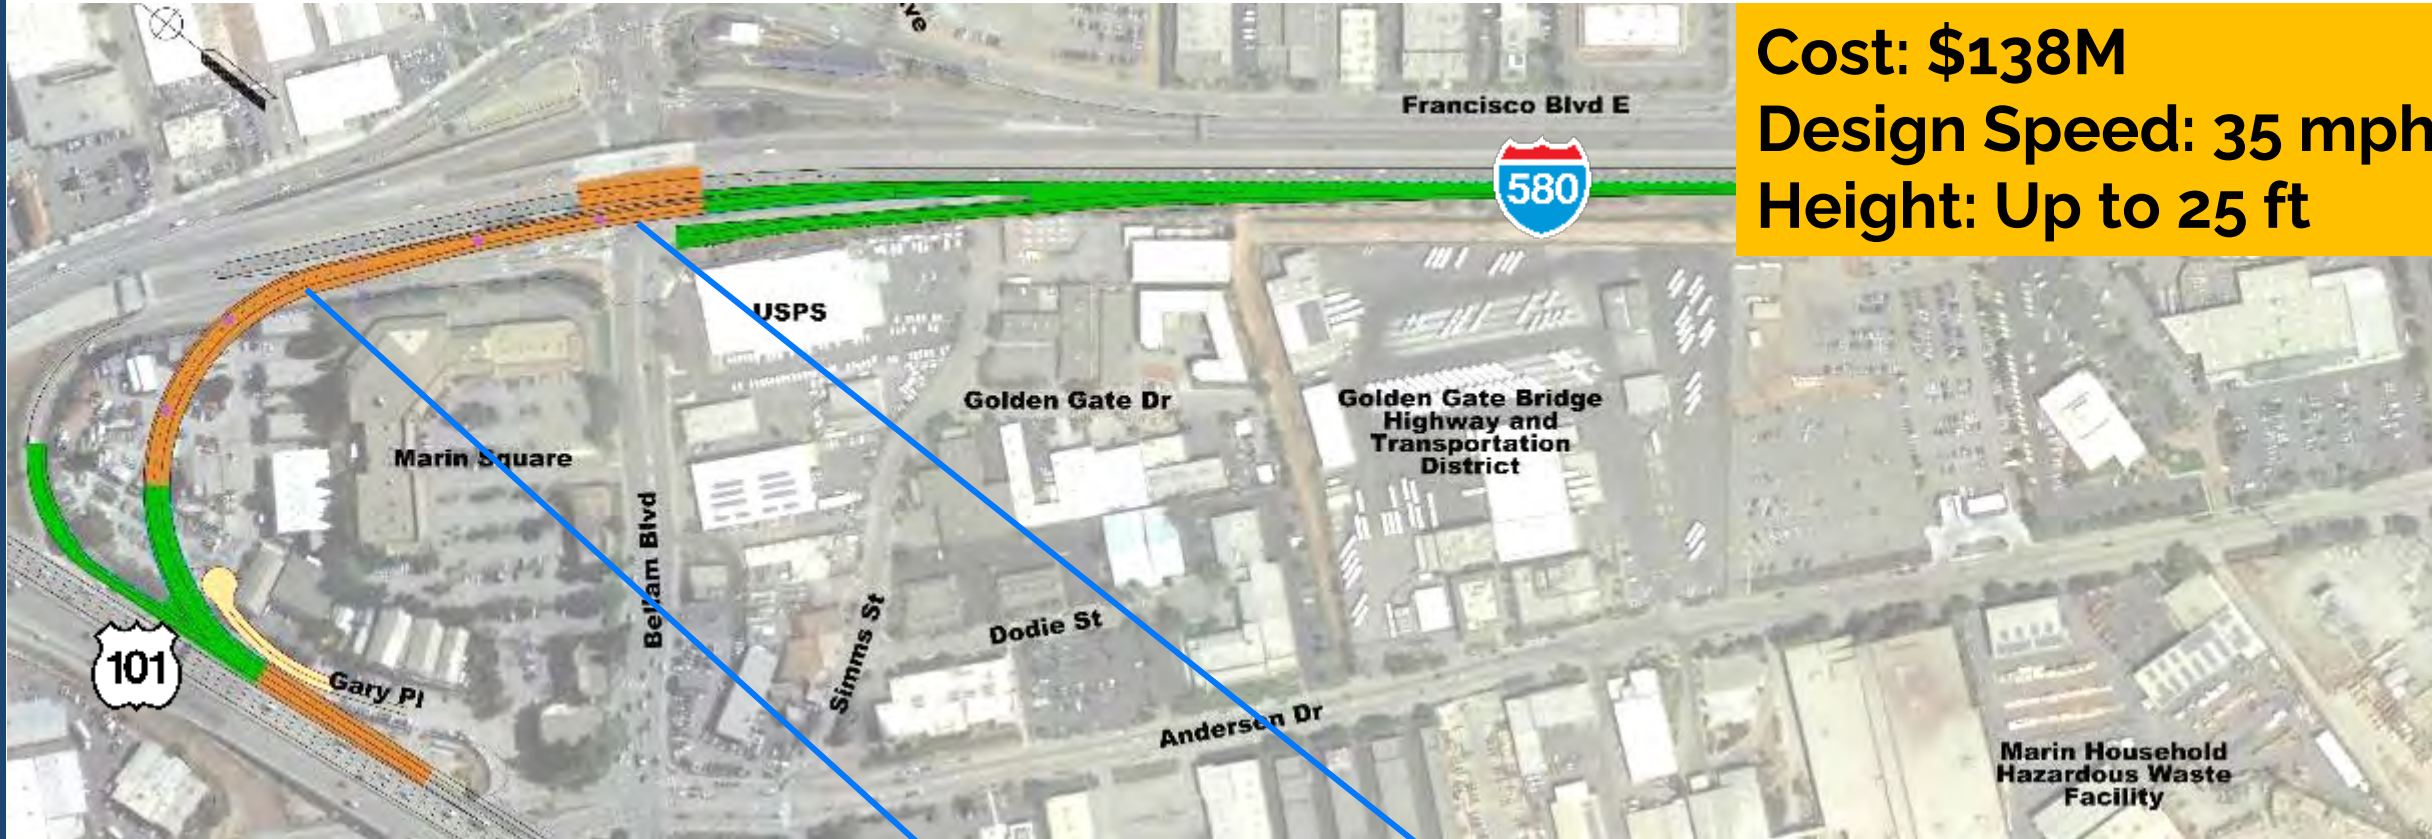 ve
Cost: $138M
Design Speed: 35 mph
Height: Up to 25 ft
Francisco Blvd E
580
USPS
Golden Gate Dr
Golden Gate Bridge
Highway and
Transportation
District
Marin Square
Bellam Blvd
Simms St
Dodie St
101
Gary Pl
Andersen Dr
Marin Household
Hazardous Waste
Facility